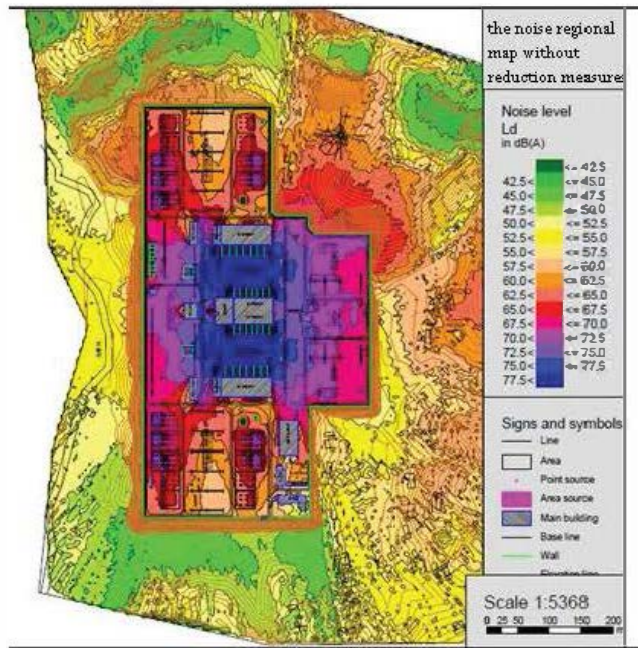 the noise regional
map without
reduction measures
Noise level
Ld
in dB(A)
<= 42.5
42.5< <= 45.0
45.0< <= 47.5
47.5< <= 50.0
50.0< <= 52.5
52.5< <= 55.0
55.0< <= 57.5
57.5< <= 60.0
60.0< <= 62.5
62.5< <= 65.0
65.0< <= 67.5
67.5< <= 70.0
70.0< <= 72.5
72.5< <= 75.0
75.0< <= 77.5
77.5<
Signs and symbols
Line
Area
Point source
Area source
Main building
Base line
Wall
Elevation line
Scale 1:5368
0 25 50 100 150 200
m